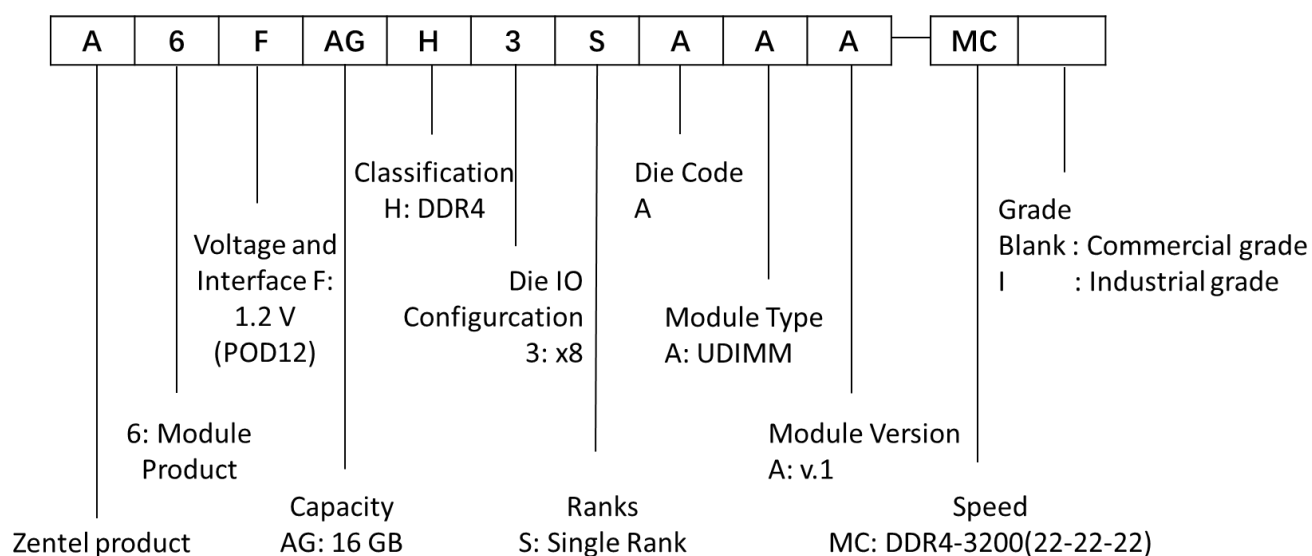 A 6 F AG H 3 S A A A MC
Classification
H: DDR4
Die Code
A
Grade
Blank : Commercial grade
I : Industrial grade
Voltage and
Interface F:
1.2 V
(POD12)
Die IO
Configurcation
3: x8
Module Type
A: UDIMM
6: Module
Product
Module Version
A: v.1
Zentel product
Capacity
AG: 16 GB
Ranks
S: Single Rank
Speed
MC: DDR4-3200(22-22-22)